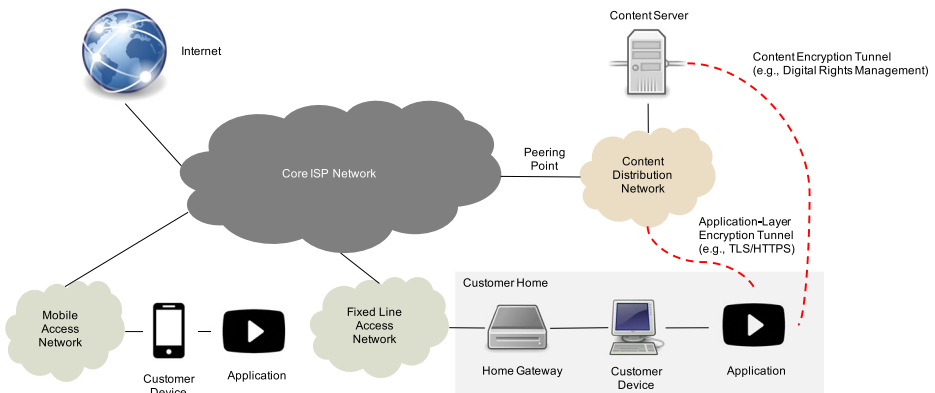 Content Server
Internet
Content Encryption Tunnel
(e.g., Digital Rights Management)
Peering
Point
Content
Distribution
Network
Core ISP Network
Application-Layer
Encryption Tunnel
(e.g., TLS/HTTPS)
Customer Home
Mobile
Access
Network
Fixed Line
Access
Network
Customer
Device
Application
Home Gateway
Customer
Device
Application